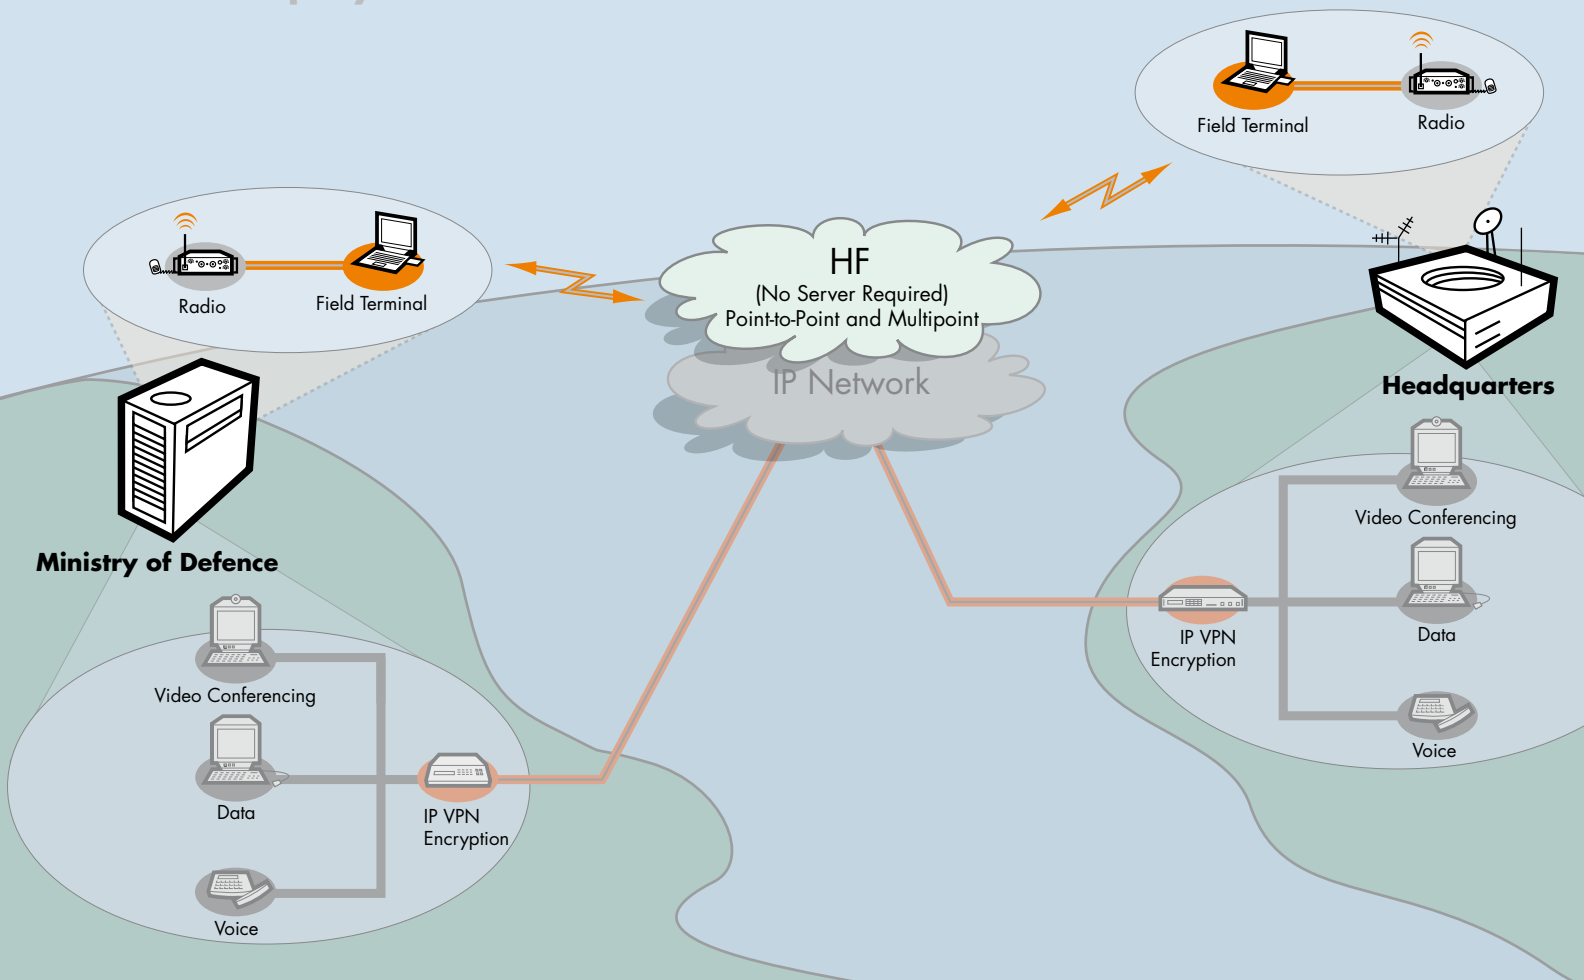 Field Terminal
Radio
Radio
Field Terminal
HF
(No Server Required)
Point-to-Point and Multipoint
IP Network
Headquarters
Ministry of Defence
Video Conferencing
Data
Voice
IP VPN
Encryption
Video Conferencing
Data
Voice
IP VPN
Encryption